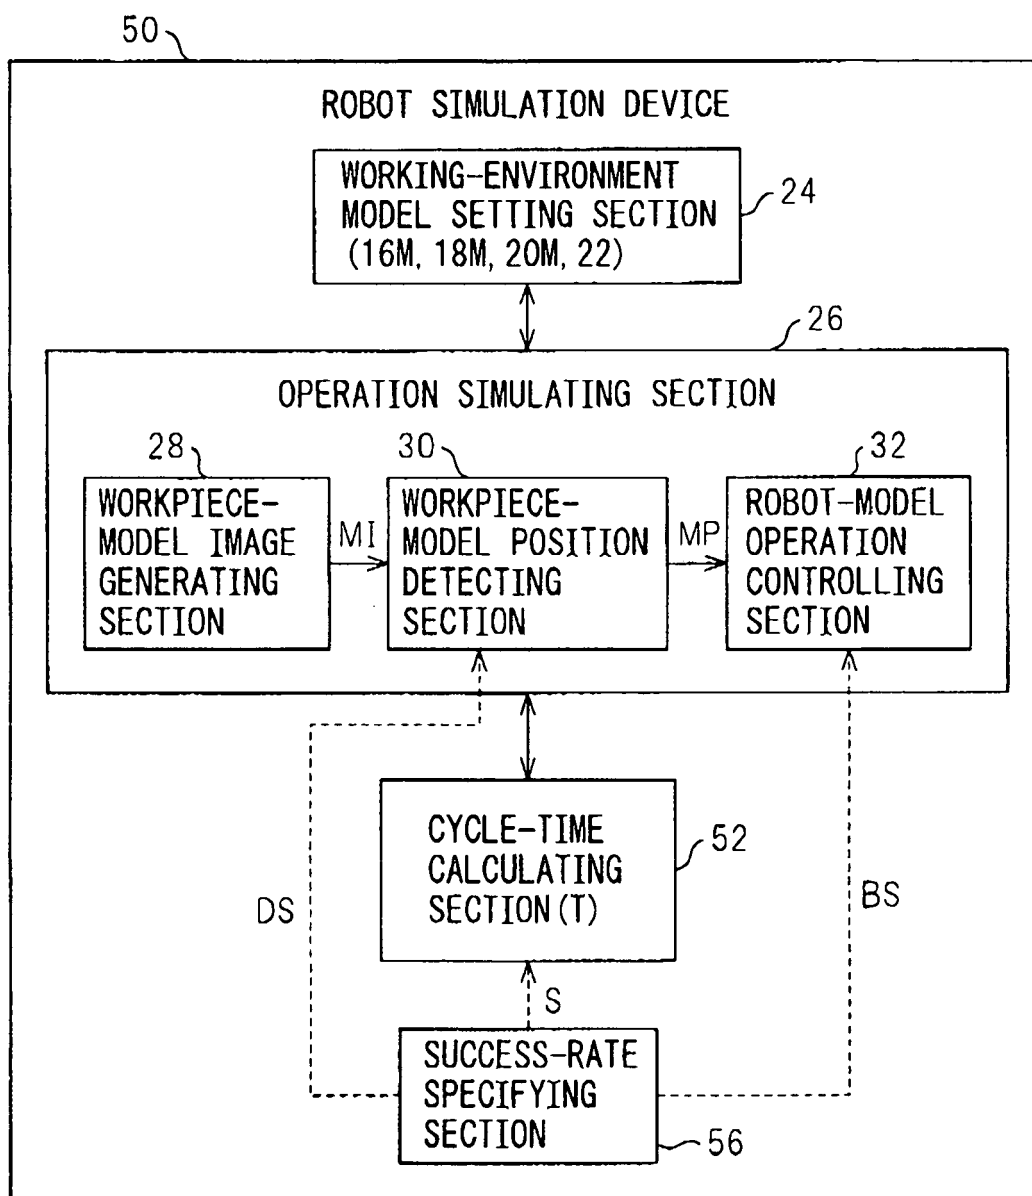 50
ROBOT SIMULATION DEVICE
WORKING-ENVIRONMENT
MODEL SETTING SECTION
(16M, 18M, 20M, 22)
24
26
OPERATION SIMULATING SECTION
28
WORKPIECE-
MODEL IMAGE
GENERATING
SECTION
MI
30
WORKPIECE-
MODEL POSITION
DETECTING
SECTION
MP
32
ROBOT-MODEL
OPERATION
CONTROLLING
SECTION
CYCLE-TIME
CALCULATING
SECTION(T)
52
DS
BS
S
SUCCESS-RATE
SPECIFYING
SECTION
56